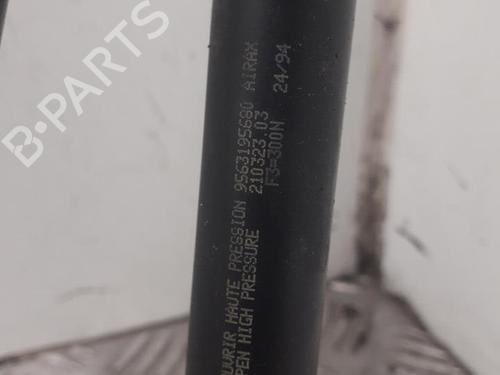 OUVRIR HAUTE PRESSION 9563195680 AIRAX
OPEN HIGH PRESSURE 210323.03 24/94
F3=300N
B-PARTS